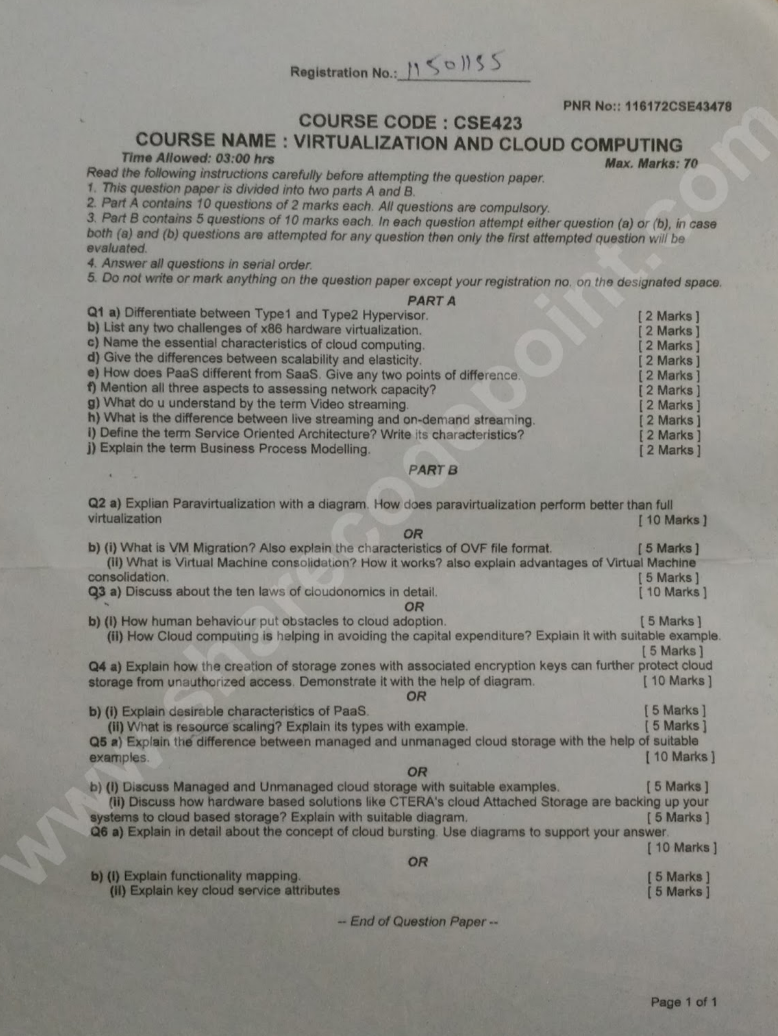 Registration No.: 11501135
PNR No:: 116172CSE43478
COURSE CODE : CSE423
COURSE NAME : VIRTUALIZATION AND CLOUD COMPUTING
Time Allowed: 03:00 hrs Max. Marks: 70
Read the following instructions carefully before attempting the question paper.
1. This question paper is divided into two parts A and B.
2. Part A contains 10 questions of 2 marks each. All questions are compulsory.
3. Part B contains 5 questions of 10 marks each. In each question attempt either question (a) or (b), in case
both (a) and (b) questions are attempted for any question then only the first attempted question will be
evaluated.
4. Answer all questions in serial order.
5. Do not write or mark anything on the question paper except your registration no. on the designated space.
PART A
Q1 a) Differentiate between Type1 and Type2 Hypervisor. [ 2 Marks ]
b) List any two challenges of x86 hardware virtualization. [ 2 Marks ]
c) Name the essential characteristics of cloud computing. [ 2 Marks ]
d) Give the differences between scalability and elasticity. [ 2 Marks ]
e) How does PaaS different from SaaS. Give any two points of difference. [ 2 Marks ]
f) Mention all three aspects to assessing network capacity? [ 2 Marks ]
g) What do u understand by the term Video streaming. [ 2 Marks ]
h) What is the difference between live streaming and on-demand streaming. [ 2 Marks ]
i) Define the term Service Oriented Architecture? Write its characteristics? [ 2 Marks ]
j) Explain the term Business Process Modelling. [ 2 Marks ]
PART B
Q2 a) Explian Paravirtualization with a diagram. How does paravirtualization perform better than full
virtualization [ 10 Marks ]
OR
b) (i) What is VM Migration? Also explain the characteristics of OVF file format. [ 5 Marks ]
(ii) What is Virtual Machine consolidation? How it works? also explain advantages of Virtual Machine
consolidation. [ 5 Marks ]
Q3 a) Discuss about the ten laws of cloudonomics in detail. [ 10 Marks ]
OR
b) (i) How human behaviour put obstacles to cloud adoption. [ 5 Marks ]
(ii) How Cloud computing is helping in avoiding the capital expenditure? Explain it with suitable example.
[ 5 Marks ]
Q4 a) Explain how the creation of storage zones with associated encryption keys can further protect cloud
storage from unauthorized access. Demonstrate it with the help of diagram. [ 10 Marks ]
OR
b) (i) Explain desirable characteristics of PaaS. [ 5 Marks ]
(ii) What is resource scaling? Explain its types with example. [ 5 Marks ]
Q5 a) Explain the difference between managed and unmanaged cloud storage with the help of suitable
examples. [ 10 Marks ]
OR
b) (i) Discuss Managed and Unmanaged cloud storage with suitable examples. [ 5 Marks ]
(ii) Discuss how hardware based solutions like CTERA's cloud Attached Storage are backing up your
systems to cloud based storage? Explain with suitable diagram. [ 5 Marks ]
Q6 a) Explain in detail about the concept of cloud bursting. Use diagrams to support your answer.
[ 10 Marks ]
OR
b) (i) Explain functionality mapping. [ 5 Marks ]
(ii) Explain key cloud service attributes [ 5 Marks ]
-- End of Question Paper --
Page 1 of 1
www.sharecodepoint.com